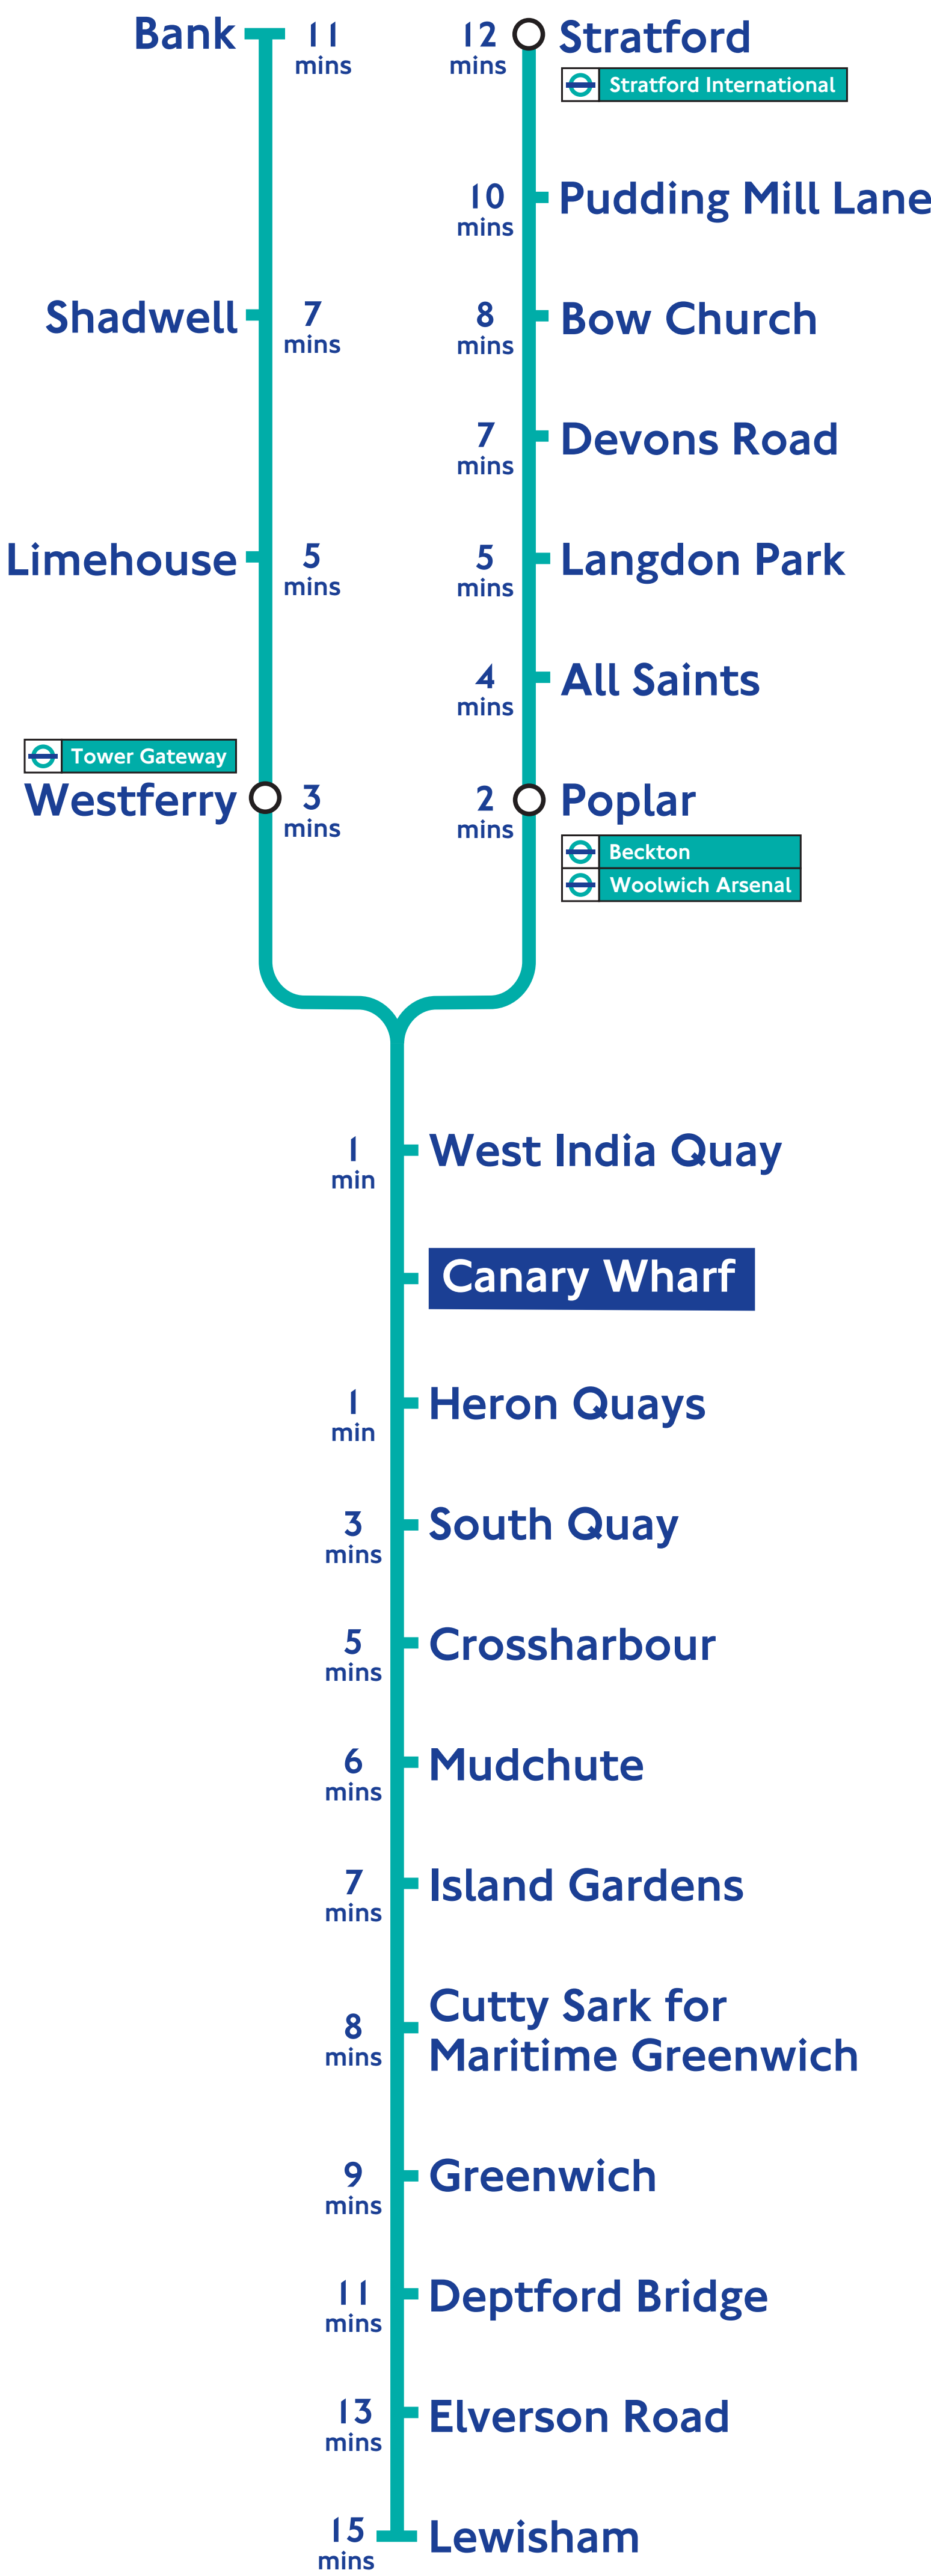 Bank
11
mins
12
mins
Stratford
Stratford International
10
mins
Pudding Mill Lane
Shadwell
7
mins
8
mins
Bow Church
7
mins
Devons Road
Limehouse
5
mins
5
mins
Langdon Park
4
mins
All Saints
Tower Gateway
Westferry
3
mins
2
mins
Poplar
Beckton
Woolwich Arsenal
1
min
West India Quay
Canary Wharf
1
min
Heron Quays
3
mins
South Quay
5
mins
Crossharbour
6
mins
Mudchute
7
mins
Island Gardens
8
mins
Cutty Sark for
Maritime Greenwich
9
mins
Greenwich
11
mins
Deptford Bridge
13
mins
Elverson Road
15
mins
Lewisham